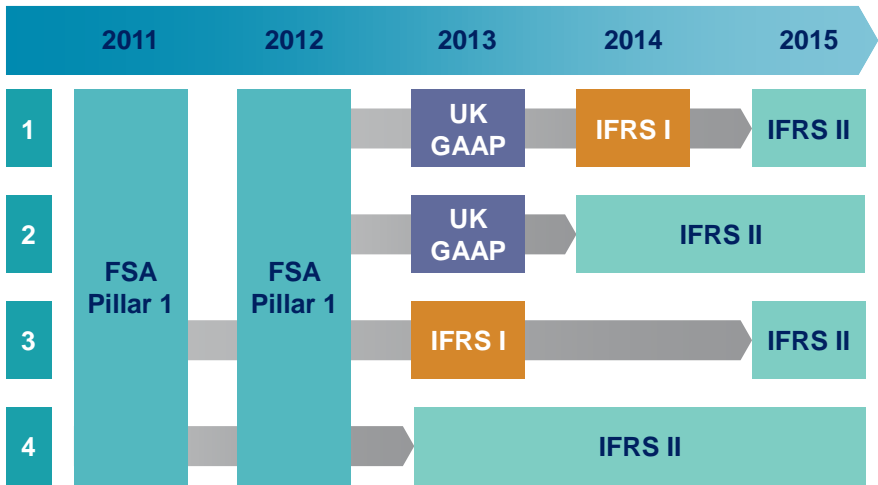 2011 2012 2013 2014 2015
1
UK
GAAP
IFRS I
IFRS II
2
UK
GAAP
IFRS II
FSA
Pillar 1
FSA
Pillar 1
3
IFRS I
IFRS II
4
IFRS II